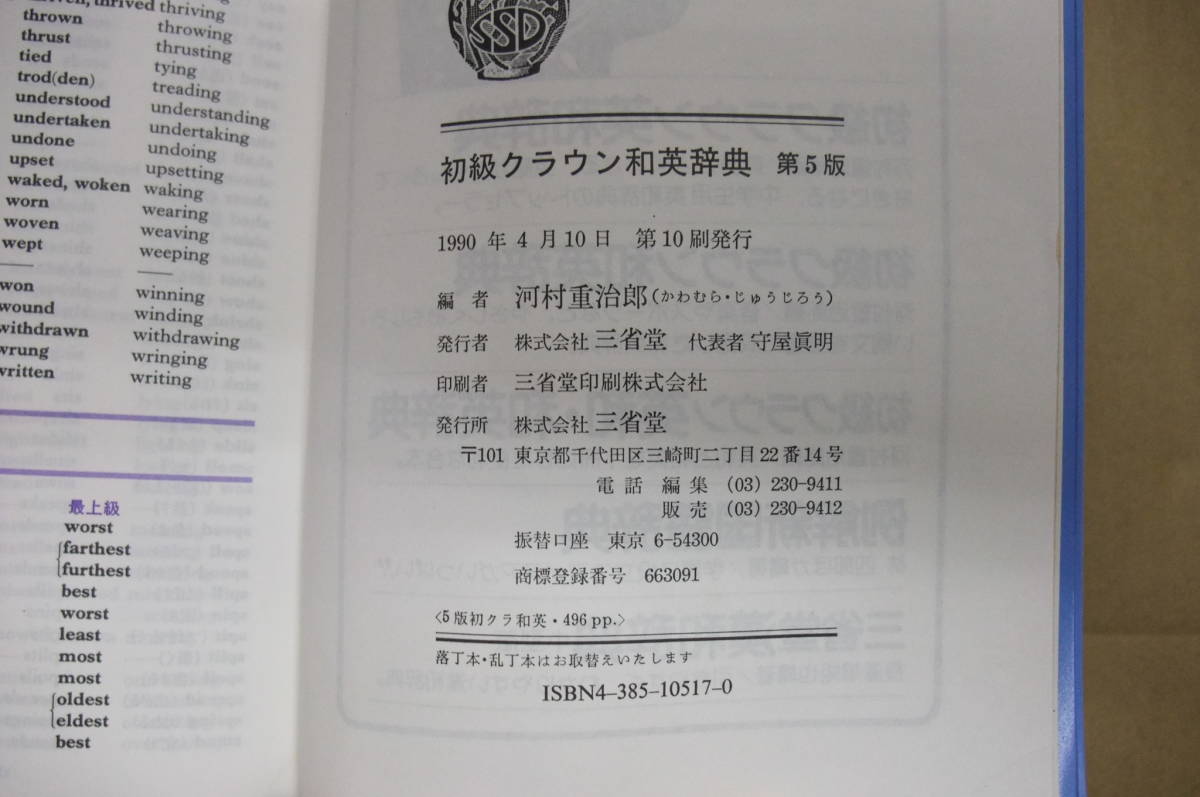 thrived thriving
thrown throwing
thrust thrusting
tied tying
trod(den) treading
understood understanding
undertaken undertaking
undone undoing
upset upsetting
waked, woken waking
worn wearing
woven weaving
wept weeping
won winning
wound winding
withdrawn withdrawing
wrung wringing
written writing
最上級
worst
farthest
furthest
best
worst
least
most
most
oldest
eldest
best
SSD
初級クラウン和英辞典 第5版
1990 年 4 月10 日 第10 刷発行
編 者 河村重治郎(かわむら・じゅうじろう)
発行者 株式会社 三省堂 代表者 守屋眞明
印刷者 三省堂印刷株式会社
発行所 株式会社 三省堂
〒101 東京都千代田区三崎町二丁目22番14号
電話 編集 (03) 230-9411
販売 (03) 230-9412
振替口座 東京 6-54300
商標登録番号 663091
〈5版初クラ和英・496 pp.〉
落丁本・乱丁本はお取替えいたします
ISBN4-385-10517-0